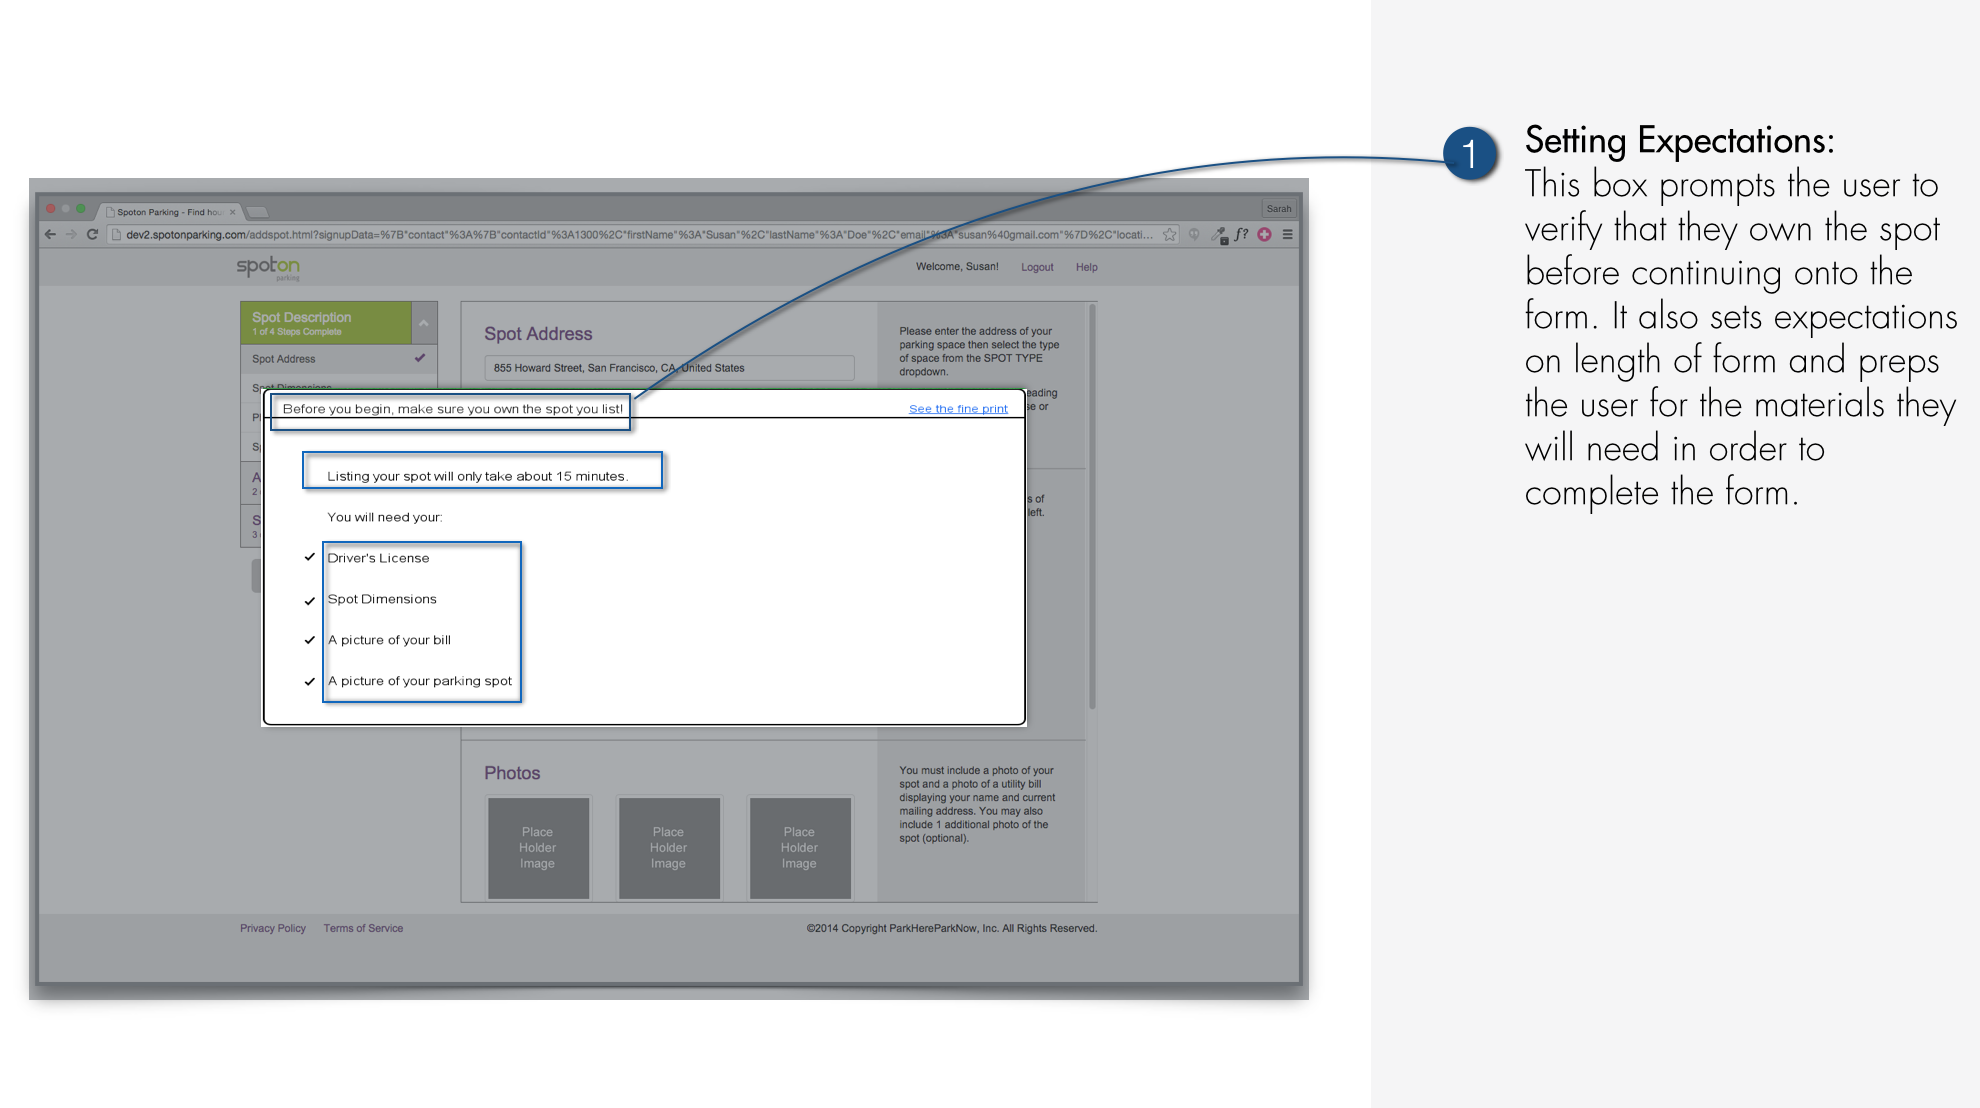 Spoton Parking - Find hou
Sarah
dev2.spotonparking.com/addspot.html?signupData=%7B"contact"%3A%7B"contactId"%3A1300%2C"firstName"%3A"Susan"%2C"lastName"%3A"Doe"%2C"email"%3A"susan%40gmail.com"%7D%2C"locati...
f?
spoton
parking
Welcome, Susan!
Logout
Help
Spot Description
1 of 4 Steps Complete
Spot Address
Spot Dimensions
Spot Address
855 Howard Street, San Francisco, CA, United States
Please enter the address of your
parking space then select the type
of space from the SPOT TYPE
dropdown.
Before you begin, make sure you own the spot you list!
See the fine print
Listing your spot will only take about 15 minutes.
You will need your:
Driver's License
Spot Dimensions
A picture of your bill
A picture of your parking spot
se or
s of
left.
Photos
Place
Holder
Image
Place
Holder
Image
Place
Holder
Image
You must include a photo of your
spot and a photo of a utility bill
displaying your name and current
mailing address. You may also
include 1 additional photo of the
spot (optional).
Privacy Policy
Terms of Service
©2014 Copyright ParkHereParkNow, Inc. All Rights Reserved.
1
Setting Expectations:
This box prompts the user to
verify that they own the spot
before continuing onto the
form. It also sets expectations
on length of form and preps
the user for the materials they
will need in order to
complete the form.